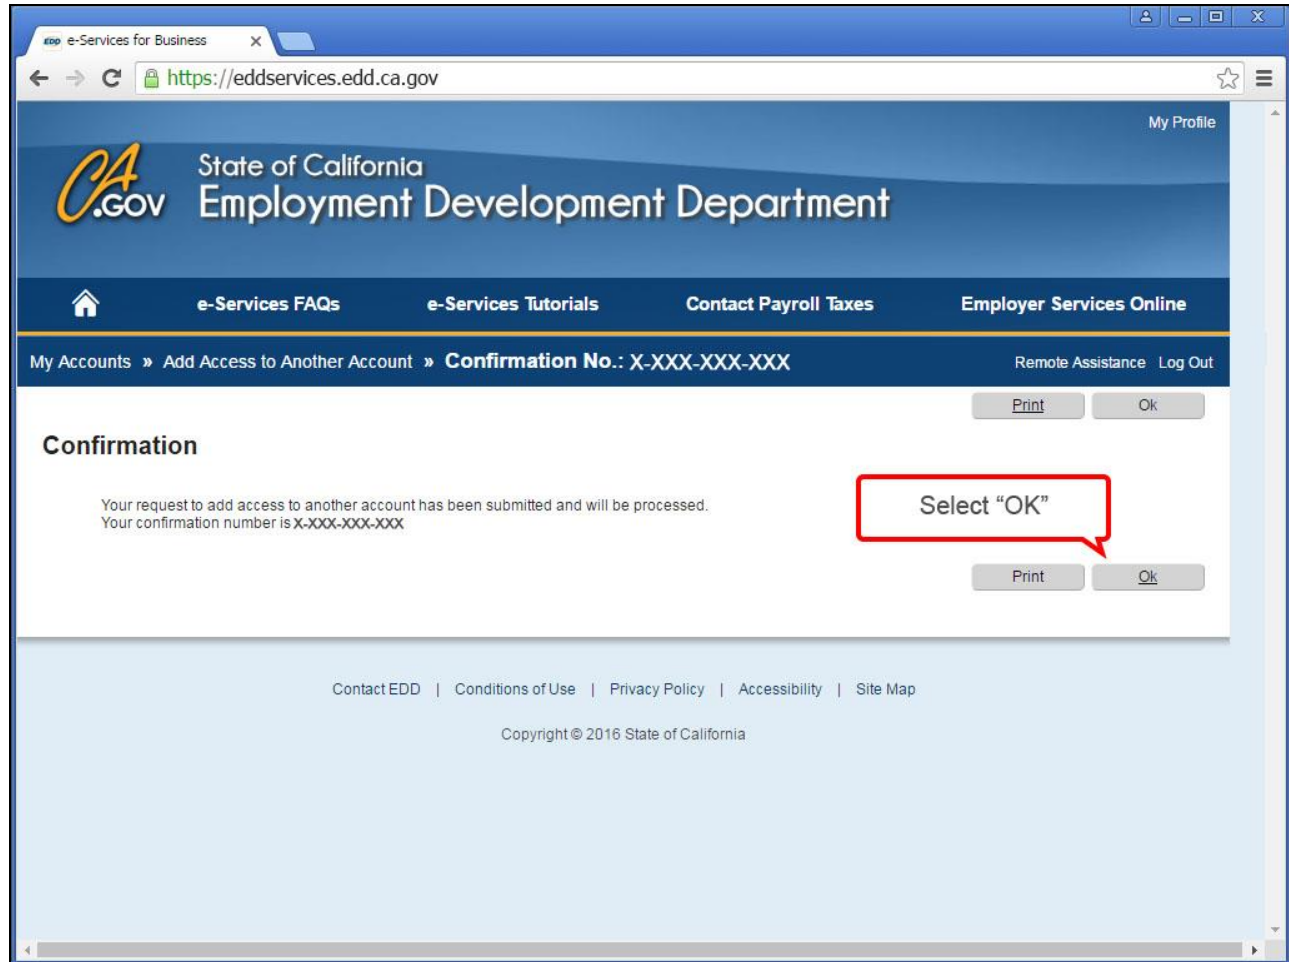 EDD e-Services for Business
https://eddservices.edd.ca.gov
My Profile
CA.GOV
State of California
Employment Development Department
e-Services FAQs e-Services Tutorials Contact Payroll Taxes Employer Services Online
My Accounts » Add Access to Another Account » Confirmation No.: X-XXX-XXX-XXX Remote Assistance Log Out
Print Ok
Confirmation
Your request to add access to another account has been submitted and will be processed.
Your confirmation number is X-XXX-XXX-XXX
Select “OK”
Print Ok
Contact EDD | Conditions of Use | Privacy Policy | Accessibility | Site Map
Copyright © 2016 State of California